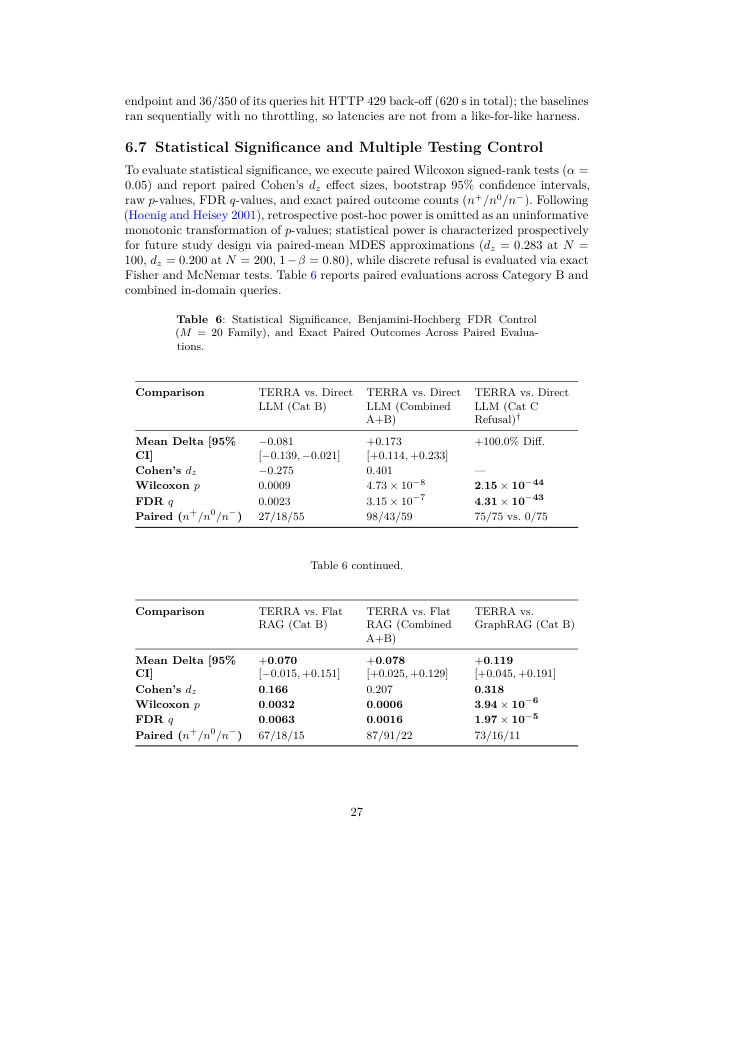 endpoint and 36/350 of its queries hit HTTP 429 back-off (620 s in total); the baselines
ran sequentially with no throttling, so latencies are not from a like-for-like harness.
6.7 Statistical Significance and Multiple Testing Control
To evaluate statistical significance, we execute paired Wilcoxon signed-rank tests (α =
0.05) and report paired Cohen's d_z effect sizes, bootstrap 95% confidence intervals,
raw p-values, FDR q-values, and exact paired outcome counts (n⁺/n⁰/n⁻). Following
(Hoenig and Heisey 2001), retrospective post-hoc power is omitted as an uninformative
monotonic transformation of p-values; statistical power is characterized prospectively
for future study design via paired-mean MDES approximations (d_z = 0.283 at N =
100, d_z = 0.200 at N = 200, 1−β = 0.80), while discrete refusal is evaluated via exact
Fisher and McNemar tests. Table 6 reports paired evaluations across Category B and
combined in-domain queries.
Table 6: Statistical Significance, Benjamini-Hochberg FDR Control
(M = 20 Family), and Exact Paired Outcomes Across Paired Evalua-
tions.
Comparison TERRA vs. Direct TERRA vs. Direct TERRA vs. Direct
LLM (Cat B) LLM (Combined LLM (Cat C
A+B) Refusal)†
Mean Delta [95% −0.081 +0.173 +100.0% Diff.
CI] [−0.139, −0.021] [+0.114, +0.233]
Cohen's d_z −0.275 0.401 —
Wilcoxon p 0.0009 4.73 × 10⁻⁸ 2.15 × 10⁻⁴⁴
FDR q 0.0023 3.15 × 10⁻⁷ 4.31 × 10⁻⁴³
Paired (n⁺/n⁰/n⁻) 27/18/55 98/43/59 75/75 vs. 0/75
Table 6 continued.
Comparison TERRA vs. Flat TERRA vs. Flat TERRA vs.
RAG (Cat B) RAG (Combined GraphRAG (Cat B)
A+B)
Mean Delta [95% +0.070 +0.078 +0.119
CI] [−0.015, +0.151] [+0.025, +0.129] [+0.045, +0.191]
Cohen's d_z 0.166 0.207 0.318
Wilcoxon p 0.0032 0.0006 3.94 × 10⁻⁶
FDR q 0.0063 0.0016 1.97 × 10⁻⁵
Paired (n⁺/n⁰/n⁻) 67/18/15 87/91/22 73/16/11
27